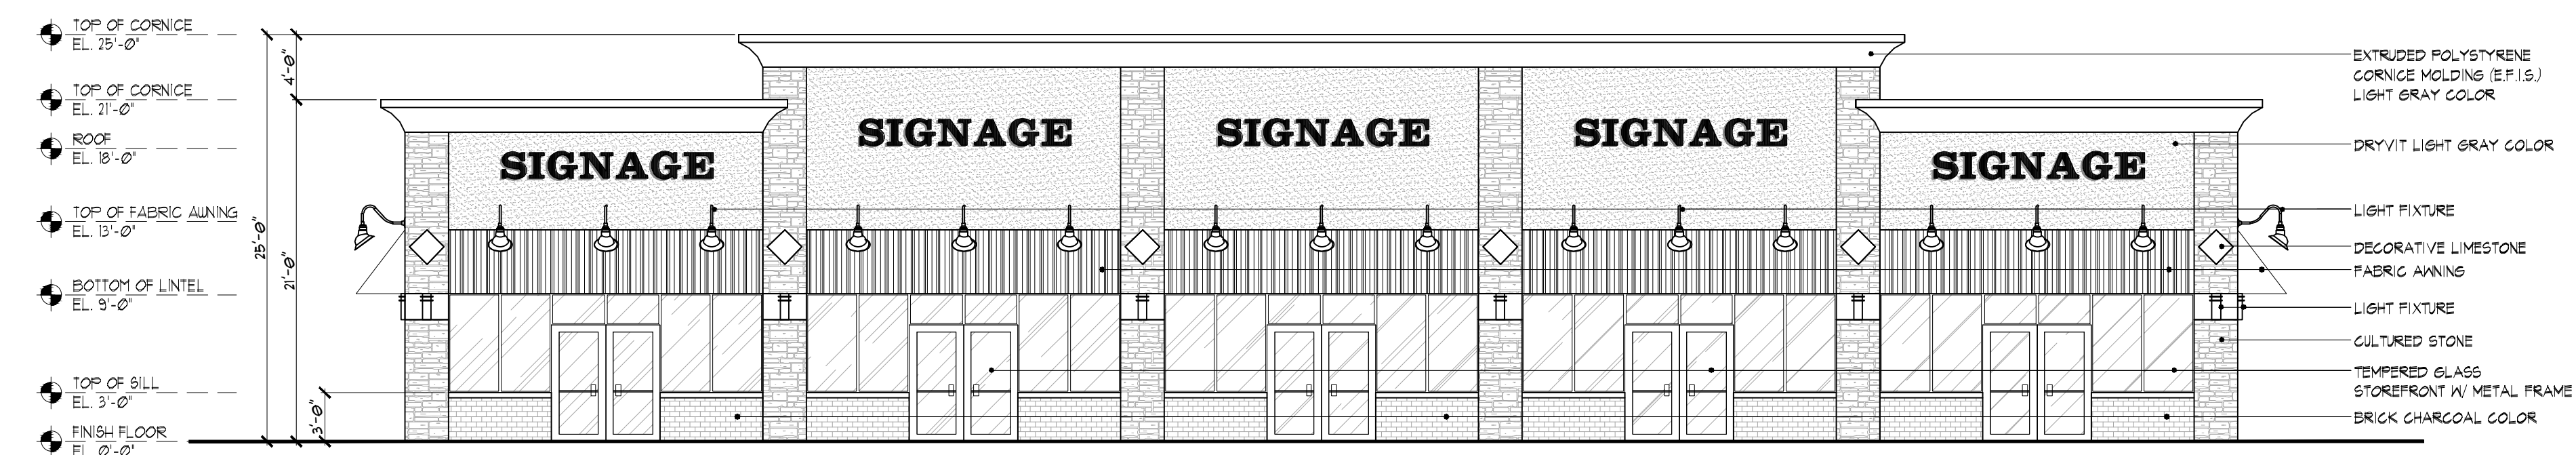 TOP OF CORNICE
EL. 25'-0"
TOP OF CORNICE
EL. 21'-0"
ROOF
EL. 18'-0"
TOP OF FABRIC AWNING
EL. 13'-0"
BOTTOM OF LINTEL
EL. 9'-0"
TOP OF SILL
EL. 3'-0"
FINISH FLOOR
EL. 0'-0"
25'-0"
4'-0"
21'-0"
3'-0"
SIGNAGE
SIGNAGE
SIGNAGE
SIGNAGE
SIGNAGE
EXTRUDED POLYSTYRENE
CORNICE MOLDING (E.F.I.S.)
LIGHT GRAY COLOR
DRYVIT LIGHT GRAY COLOR
LIGHT FIXTURE
DECORATIVE LIMESTONE
FABRIC AWNING
LIGHT FIXTURE
CULTURED STONE
TEMPERED GLASS
STOREFRONT W/ METAL FRAME
BRICK CHARCOAL COLOR